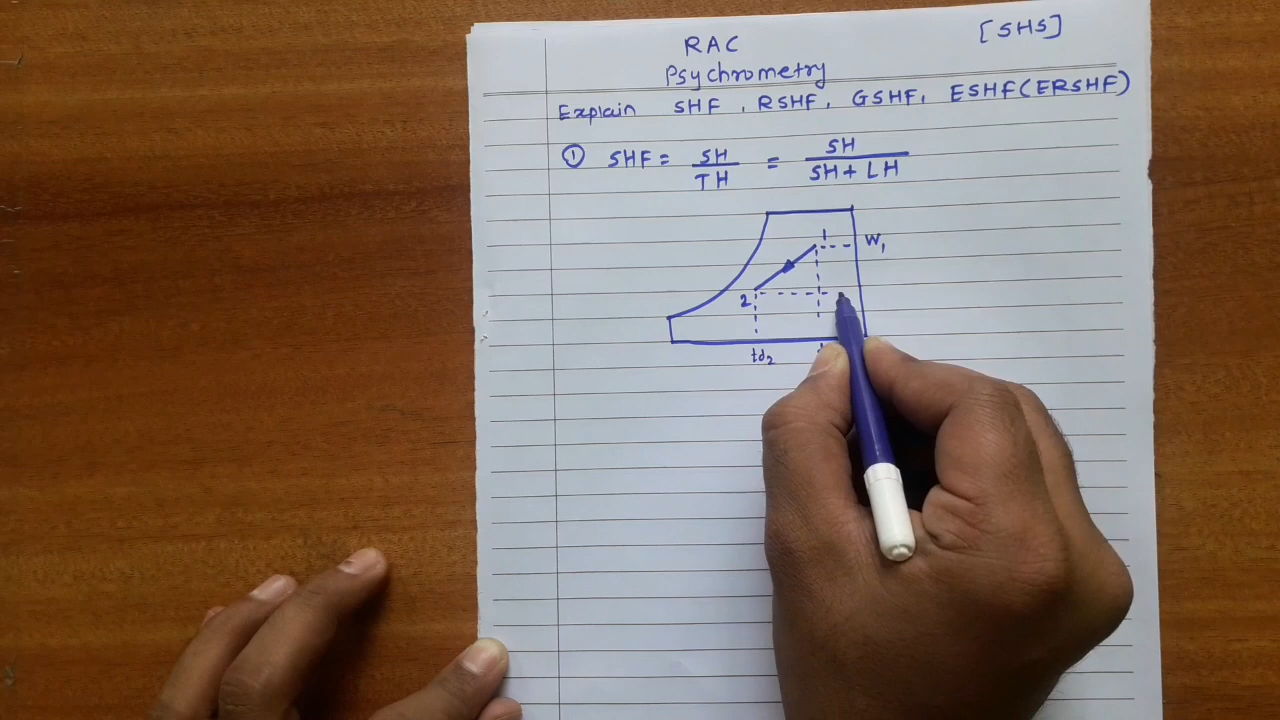 [SHS]
RAC
Psychrometry
Explain SHF, RSHF, GSHF, ESHF(ERSHF)
① SHF = SH/TH = SH/SH + LH
1
W₁
2
td₂